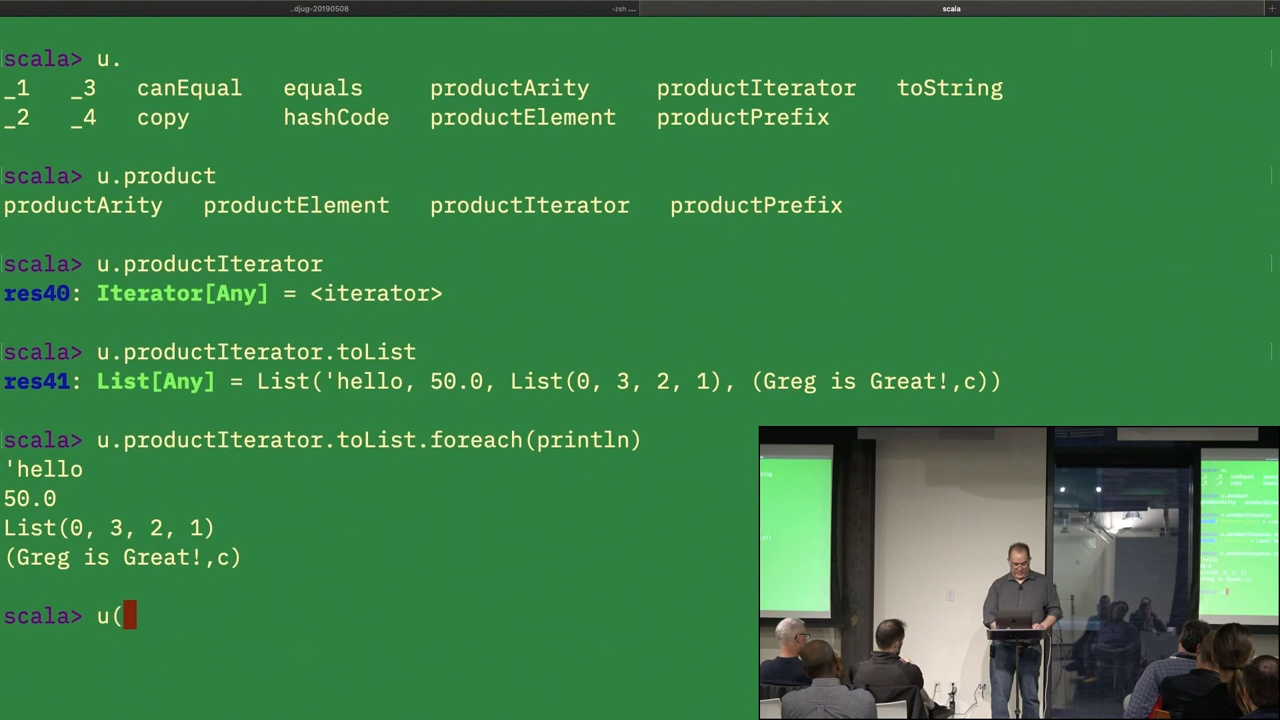 ..djug-20190508
-zsh ...
scala
+
scala> u.
_1 _3 canEqual equals productArity productIterator toString
_2 _4 copy hashCode productElement productPrefix
scala> u.product
productArity productElement productIterator productPrefix
scala> u.productIterator
res40: Iterator[Any] = <iterator>
scala> u.productIterator.toList
res41: List[Any] = List('hello, 50.0, List(0, 3, 2, 1), (Greg is Great!,c))
scala> u.productIterator.toList.foreach(println)
'hello
50.0
List(0, 3, 2, 1)
(Greg is Great!,c)
scala> u(